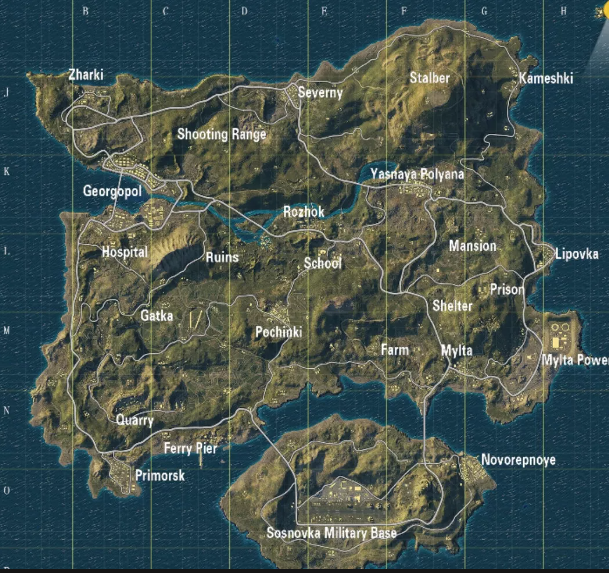 B C D E F G H
Zharki
J
Severny
Stalber
Kameshki
Shooting Range
K
Yasnaya Polyana
Georgopol
Rozhok
Hospital
L
Ruins
School
Mansion
Lipovka
Prison
Gatka
Shelter
M
Pochinki
Farm
Mylta
Mylta Power
N
Quarry
Ferry Pier
Primorsk
Novorepnoye
O
Sosnovka Military Base